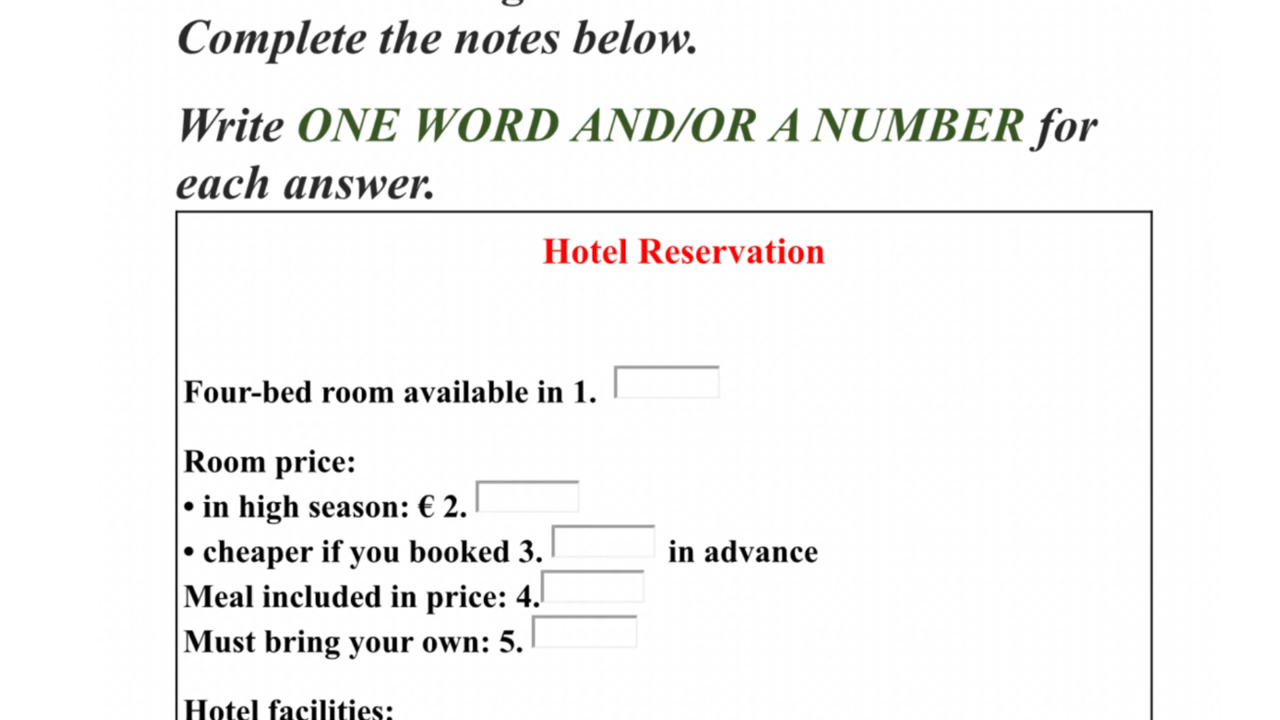 Complete the notes below.
Write ONE WORD AND/OR A NUMBER for
each answer.
Hotel Reservation
Four-bed room available in 1.
Room price:
• in high season: € 2.
• cheaper if you booked 3. in advance
Meal included in price: 4.
Must bring your own: 5.
Hotel facilities: